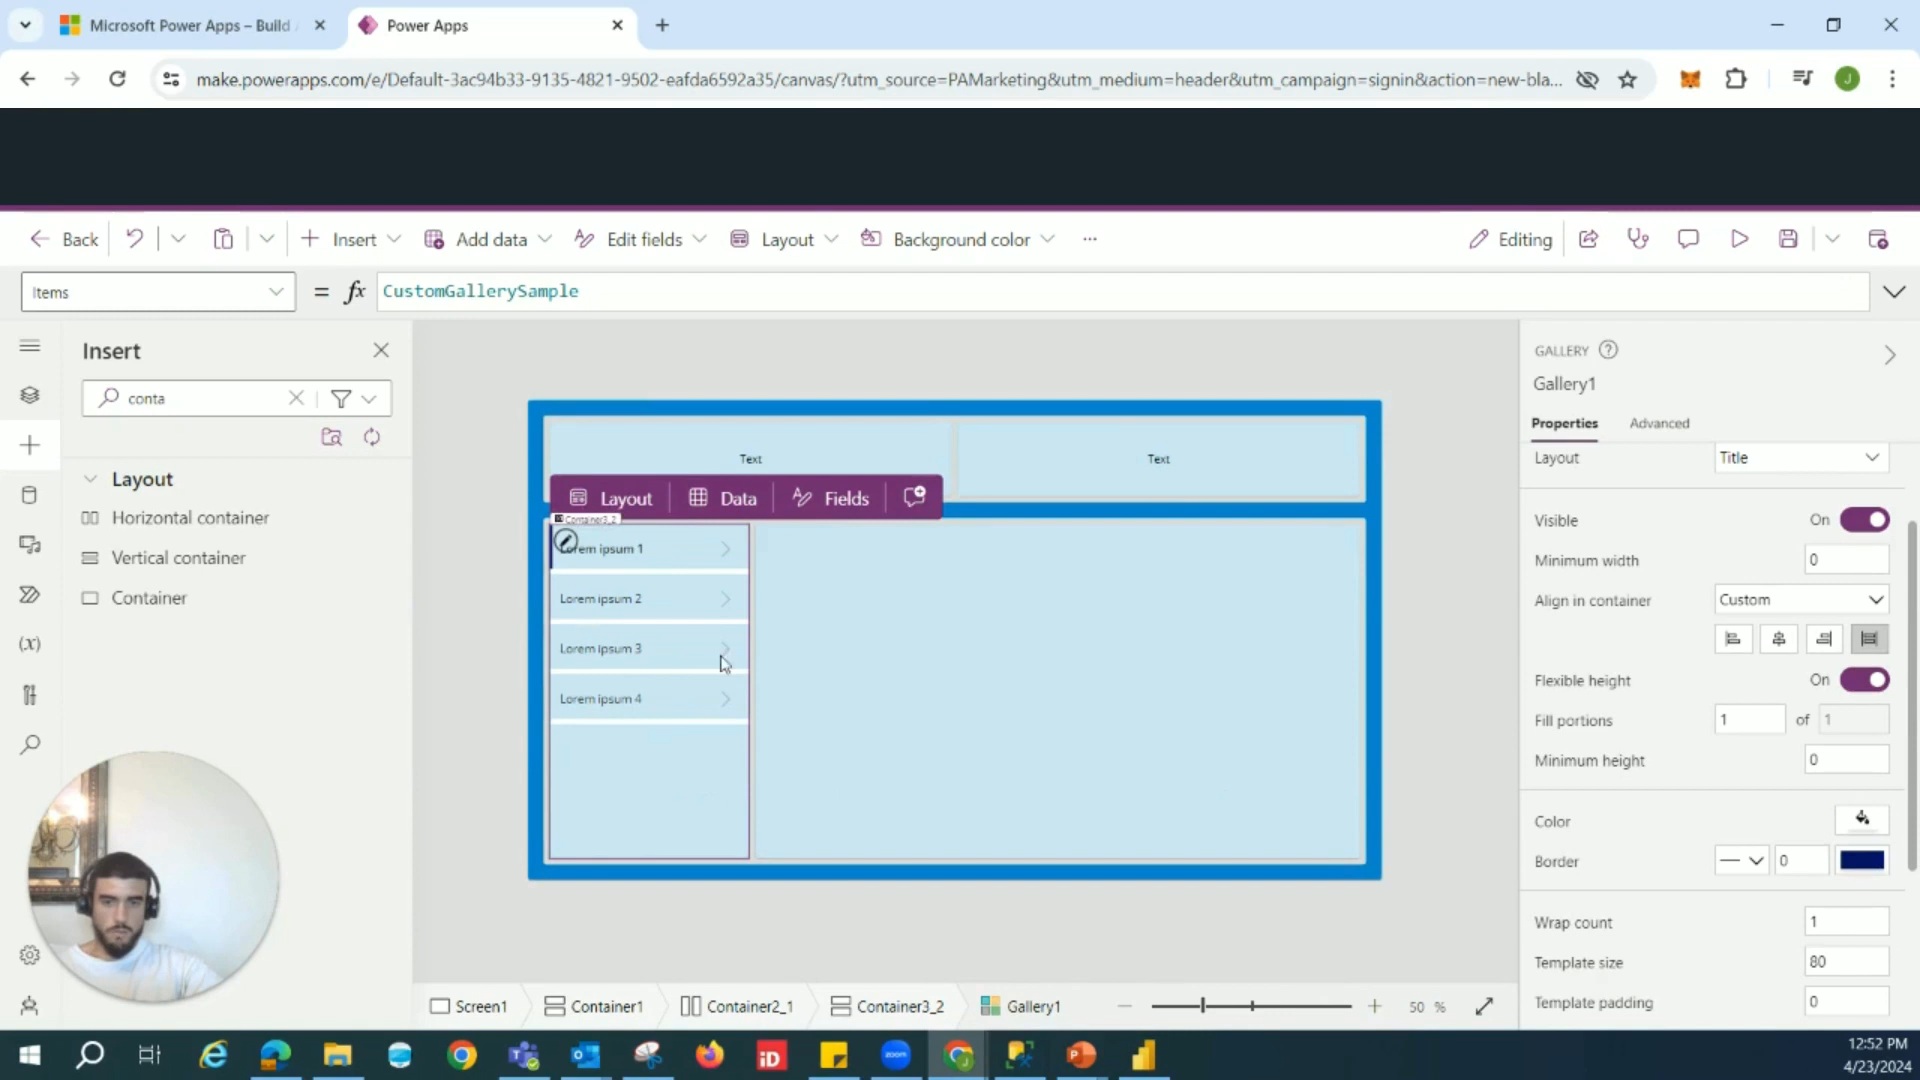 Microsoft Power Apps – Build
Power Apps
make.powerapps.com/e/Default-3ac94b33-9135-4821-9502-eafda6592a35/canvas/?utm_source=PAMarketing&utm_medium=header&utm_campaign=signin&action=new-bla...
J
Back
Insert
Add data
Edit fields
Layout
Background color
...
Editing
Items
= fx CustomGallerySample
Insert
conta
Layout
Horizontal container
Vertical container
Container
(x)
Text
Text
Layout
Data
Fields
Container3_2
Lorem ipsum 1
Lorem ipsum 2
Lorem ipsum 3
Lorem ipsum 4
GALLERY
Gallery1
Properties
Advanced
Layout
Title
Visible
On
Minimum width
0
Align in container
Custom
Flexible height
On
Fill portions
1
of
1
Minimum height
0
Color
Border
0
Wrap count
1
Template size
80
Template padding
0
Screen1
Container1
Container2_1
Container3_2
Gallery1
50 %
iD
zoom
12:52 PM
4/23/2024